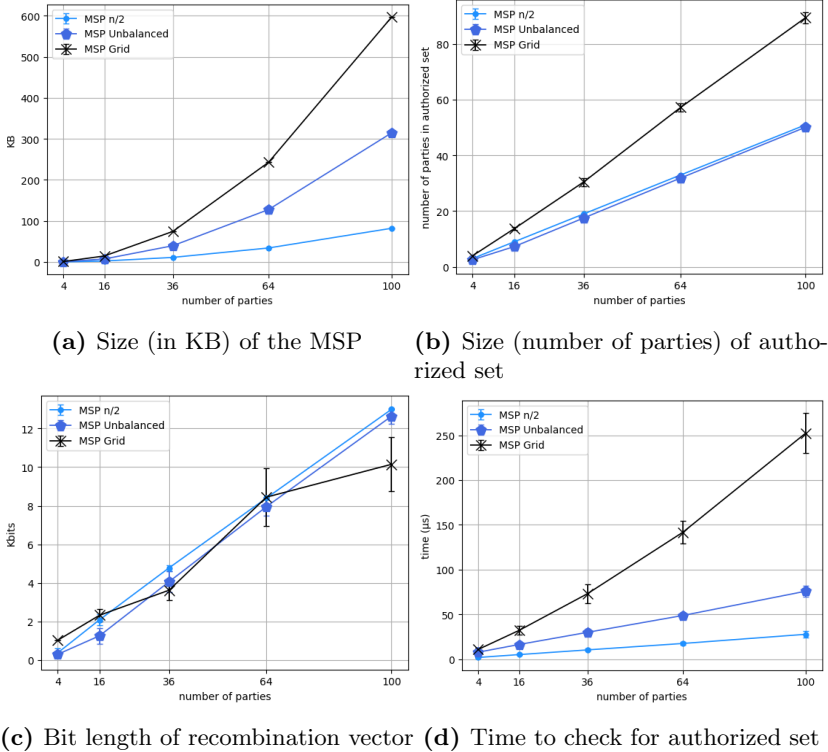 MSP n/2
MSP Unbalanced
MSP Grid
600
500
400
300
200
100
0
KB
4 16 36 64 100
number of parties
(a) Size (in KB) of the MSP
MSP n/2
MSP Unbalanced
MSP Grid
80
60
40
20
0
number of parties in authorized set
4 16 36 64 100
number of parties
(b) Size (number of parties) of autho-
rized set
MSP n/2
MSP Unbalanced
MSP Grid
12
10
8
6
4
2
0
Kbits
4 16 36 64 100
number of parties
(c) Bit length of recombination vector
MSP n/2
MSP Unbalanced
MSP Grid
250
200
150
100
50
0
time (μs)
4 16 36 64 100
number of parties
(d) Time to check for authorized set